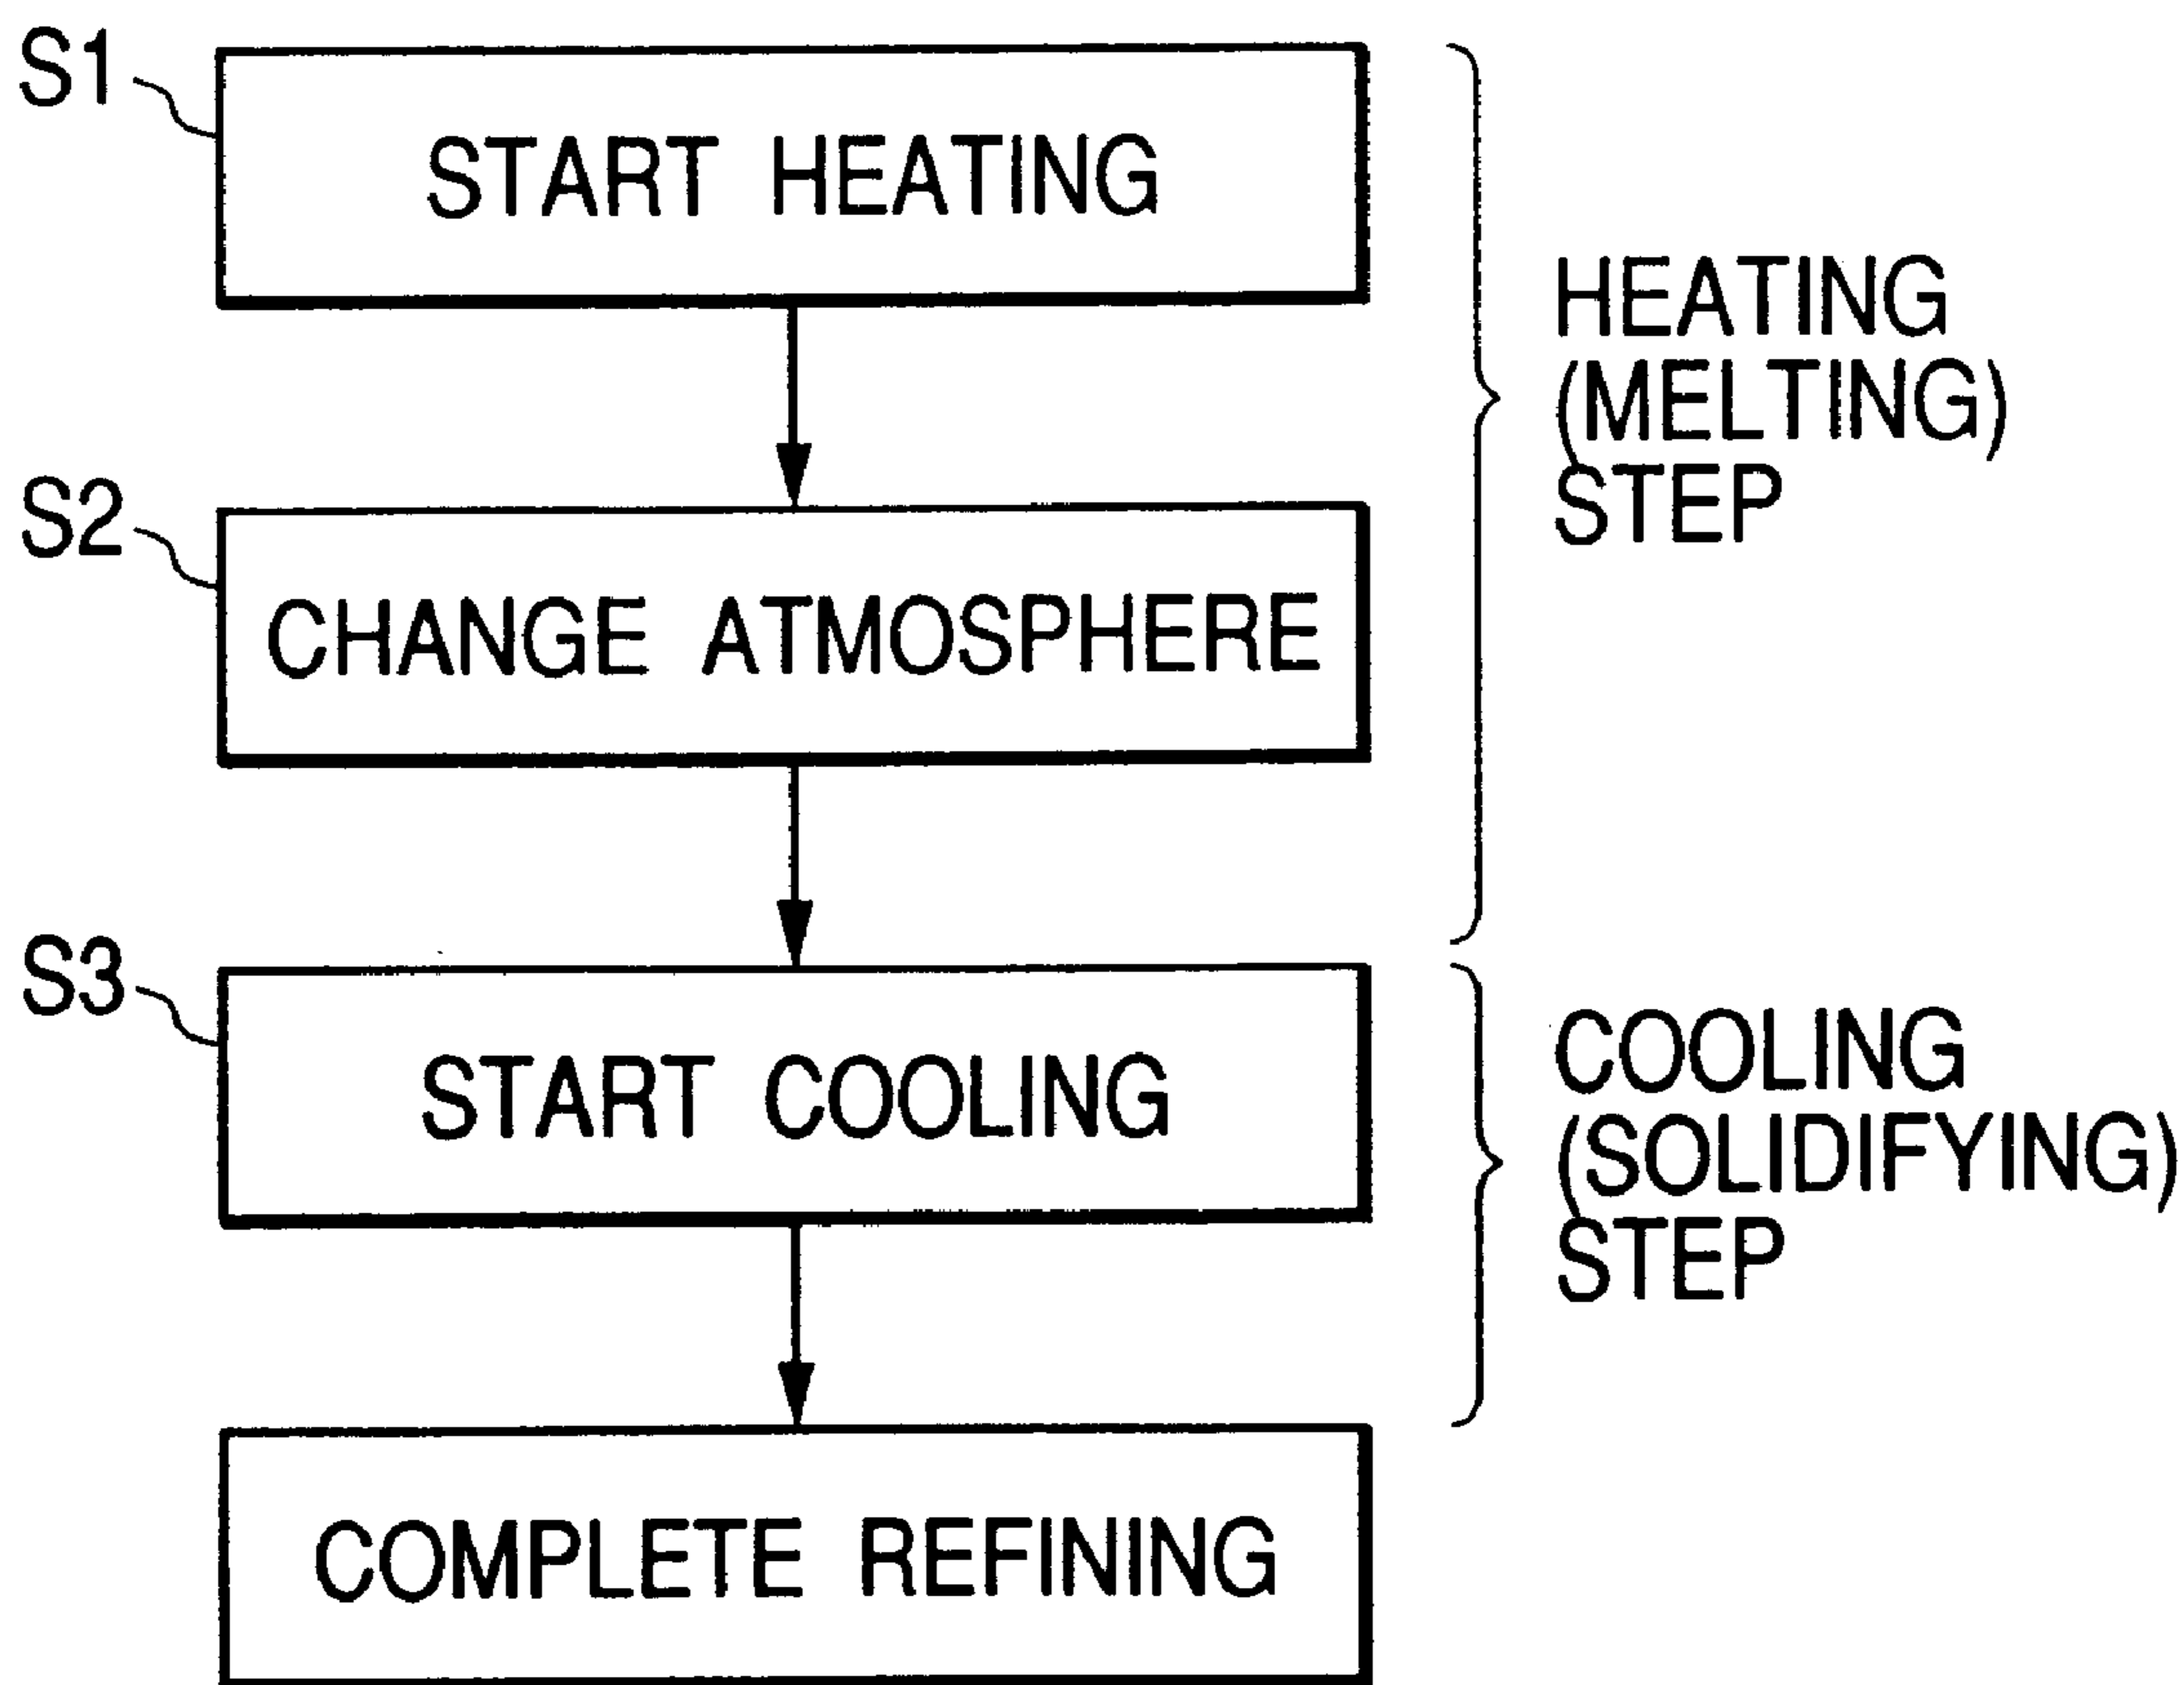 S1
START HEATING
HEATING
(MELTING)
STEP
S2
CHANGE ATMOSPHERE
S3
START COOLING
COOLING
(SOLIDIFYING)
STEP
COMPLETE REFINING